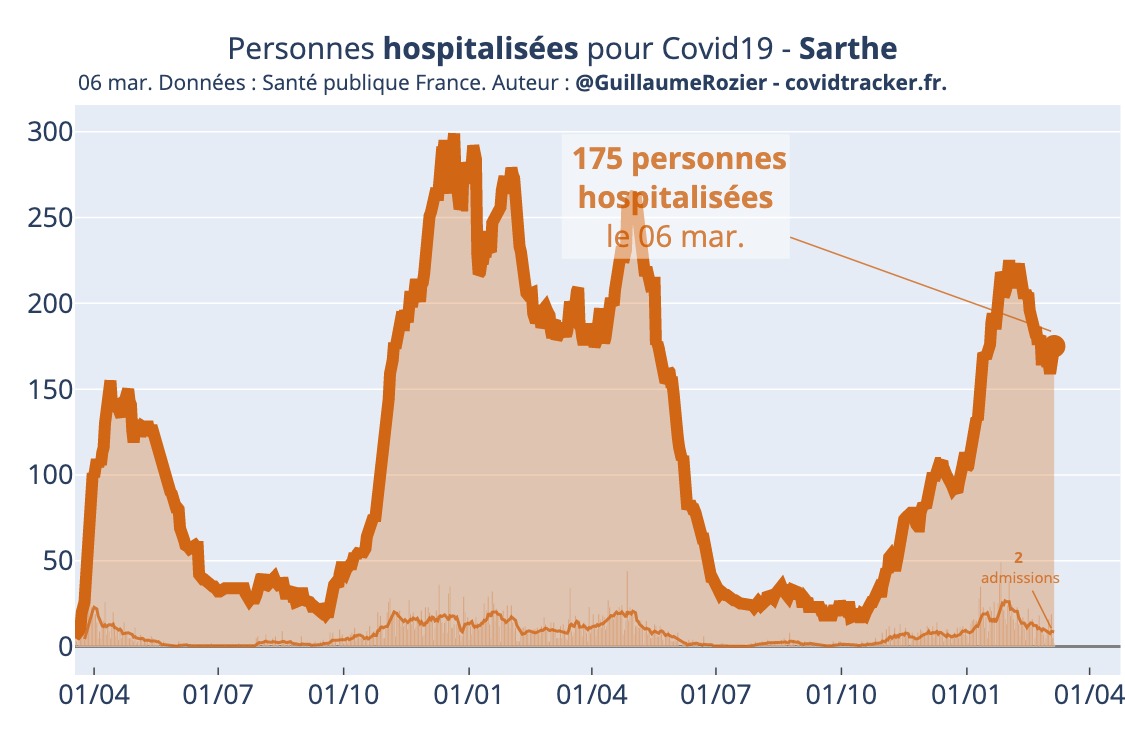 Personnes hospitalisées pour Covid19 - Sarthe
06 mar. Données : Santé publique France. Auteur : @GuillaumeRozier - covidtracker.fr.
300
250
200
150
100
50
0
175 personnes
hospitalisées
le 06 mar.
2
admissions
01/04 01/07 01/10 01/01 01/04 01/07 01/10 01/01 01/04